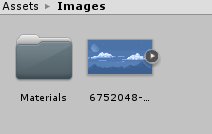 Assets ▸ Images
Materials
6752048-...